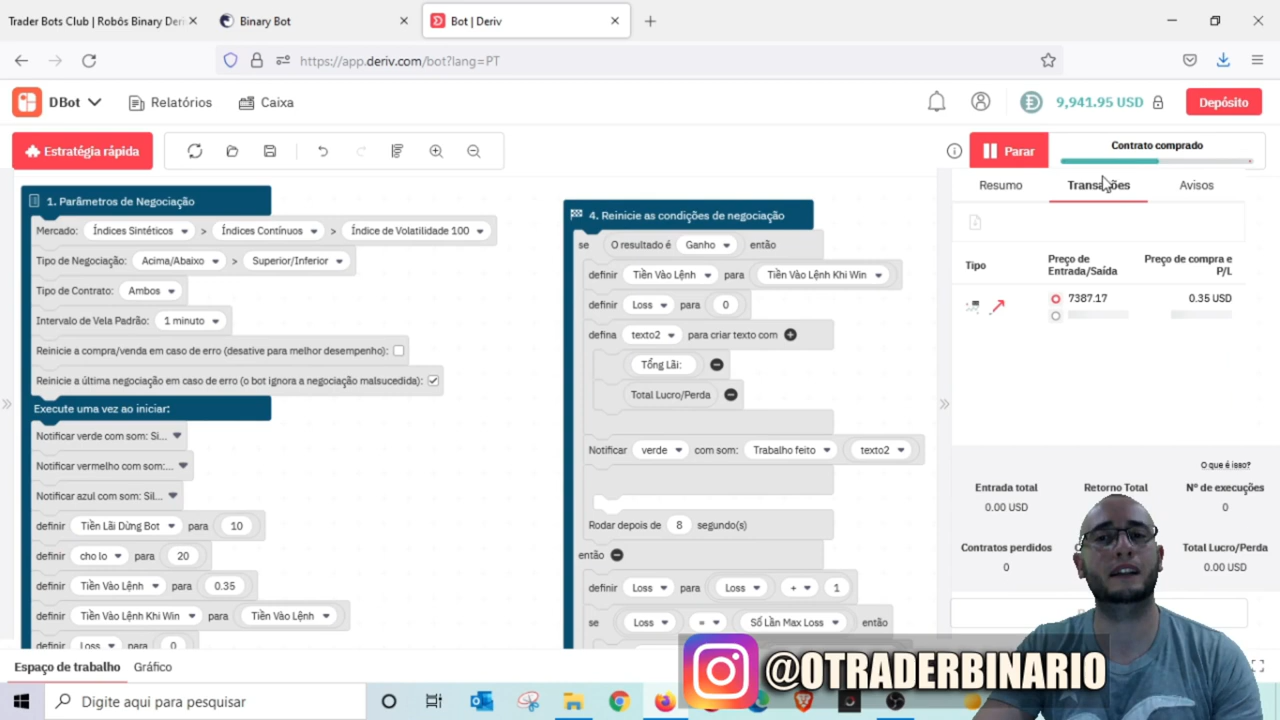 Trader Bots Club | Robôs Binary Deri
Binary Bot
Bot | Deriv
https://app.deriv.com/bot?lang=PT
DBot
Relatórios
Caixa
9,941.95 USD
Depósito
Estratégia rápida
Parar
Contrato comprado
1. Parâmetros de Negociação
Mercado: Índices Sintéticos > Índices Contínuos > Índice de Volatilidade 100
Tipo de Negociação: Acima/Abaixo > Superior/Inferior
Tipo de Contrato: Ambos
Intervalo de Vela Padrão: 1 minuto
Reinicie a compra/venda em caso de erro (desative para melhor desempenho):
Reinicie a última negociação em caso de erro (o bot ignora a negociação malsucedida):
Execute uma vez ao iniciar:
Notificar verde com som: Si...
Notificar vermelho com som:...
Notificar azul com som: Sil...
definir Tiền Lãi Dừng Bot para 10
definir cho lo para 20
definir Tiền Vào Lệnh para 0.35
definir Tiền Vào Lệnh Khi Win para Tiền Vào Lệnh
definir Loss para 0
4. Reinicie as condições de negociação
se O resultado é Ganho então
definir Tiền Vào Lệnh para Tiền Vào Lệnh Khi Win
definir Loss para 0
defina texto2 para criar texto com
Tổng Lãi:
Total Lucro/Perda
Notificar verde com som: Trabalho feito texto2
Rodar depois de 8 segundo(s)
então
definir Loss para Loss + 1
se Loss = Số Lần Max Loss então
Resumo
Transações
Avisos
Tipo
Preço de Entrada/Saída
Preço de compra e P/L
7387.17
0.35 USD
O que é isso?
Entrada total
Retorno Total
Nº de execuções
0.00 USD
0
Contratos perdidos
Total Lucro/Perda
0
0.00 USD
Espaço de trabalho
Gráfico
@OTRADERBINARIO
Digite aqui para pesquisar